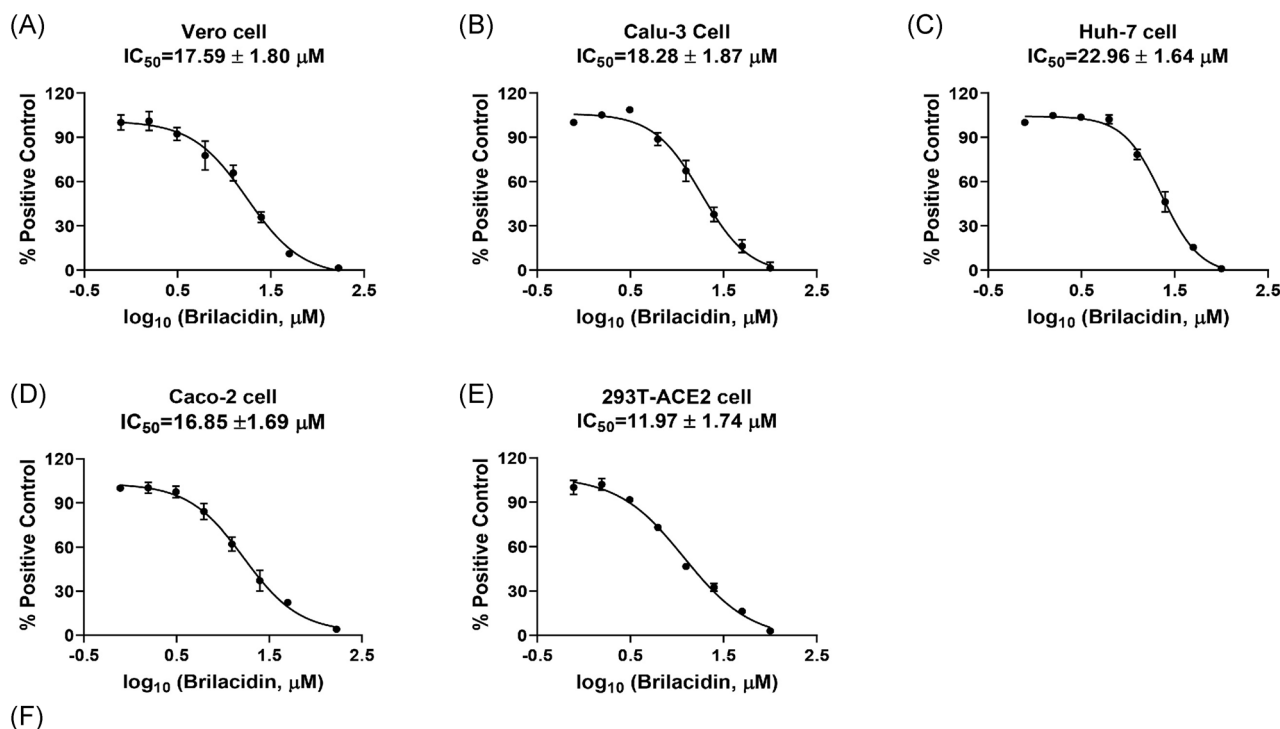 (A)
Vero cell
IC50=17.59 ± 1.80 μM
% Positive Control
120
90
60
30
0
-0.5 0.5 1.5 2.5
log10 (Brilacidin, μM)
(B)
Calu-3 Cell
IC50=18.28 ± 1.87 μM
% Positive Control
120
90
60
30
0
-0.5 0.5 1.5 2.5
log10 (Brilacidin, μM)
(C)
Huh-7 cell
IC50=22.96 ± 1.64 μM
% Positive Control
120
90
60
30
0
-0.5 0.5 1.5 2.5
log10 (Brilacidin, μM)
(D)
Caco-2 cell
IC50=16.85 ±1.69 μM
% Positive Control
120
90
60
30
0
-0.5 0.5 1.5 2.5
log10 (Brilacidin, μM)
(E)
293T-ACE2 cell
IC50=11.97 ± 1.74 μM
% Positive Control
120
90
60
30
0
-0.5 0.5 1.5 2.5
log10 (Brilacidin, μM)
(F)